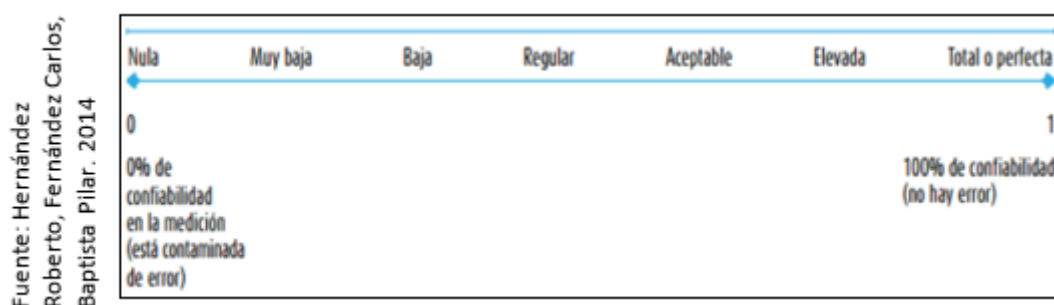 Fuente: Hernández
Roberto, Fernández Carlos,
Baptista Pilar. 2014
Nula Muy baja Baja Regular Aceptable Elevada Total o perfecta
0 1
0% de
confiabilidad
en la medición
(está contaminada
de error)
100% de confiabilidad
(no hay error)